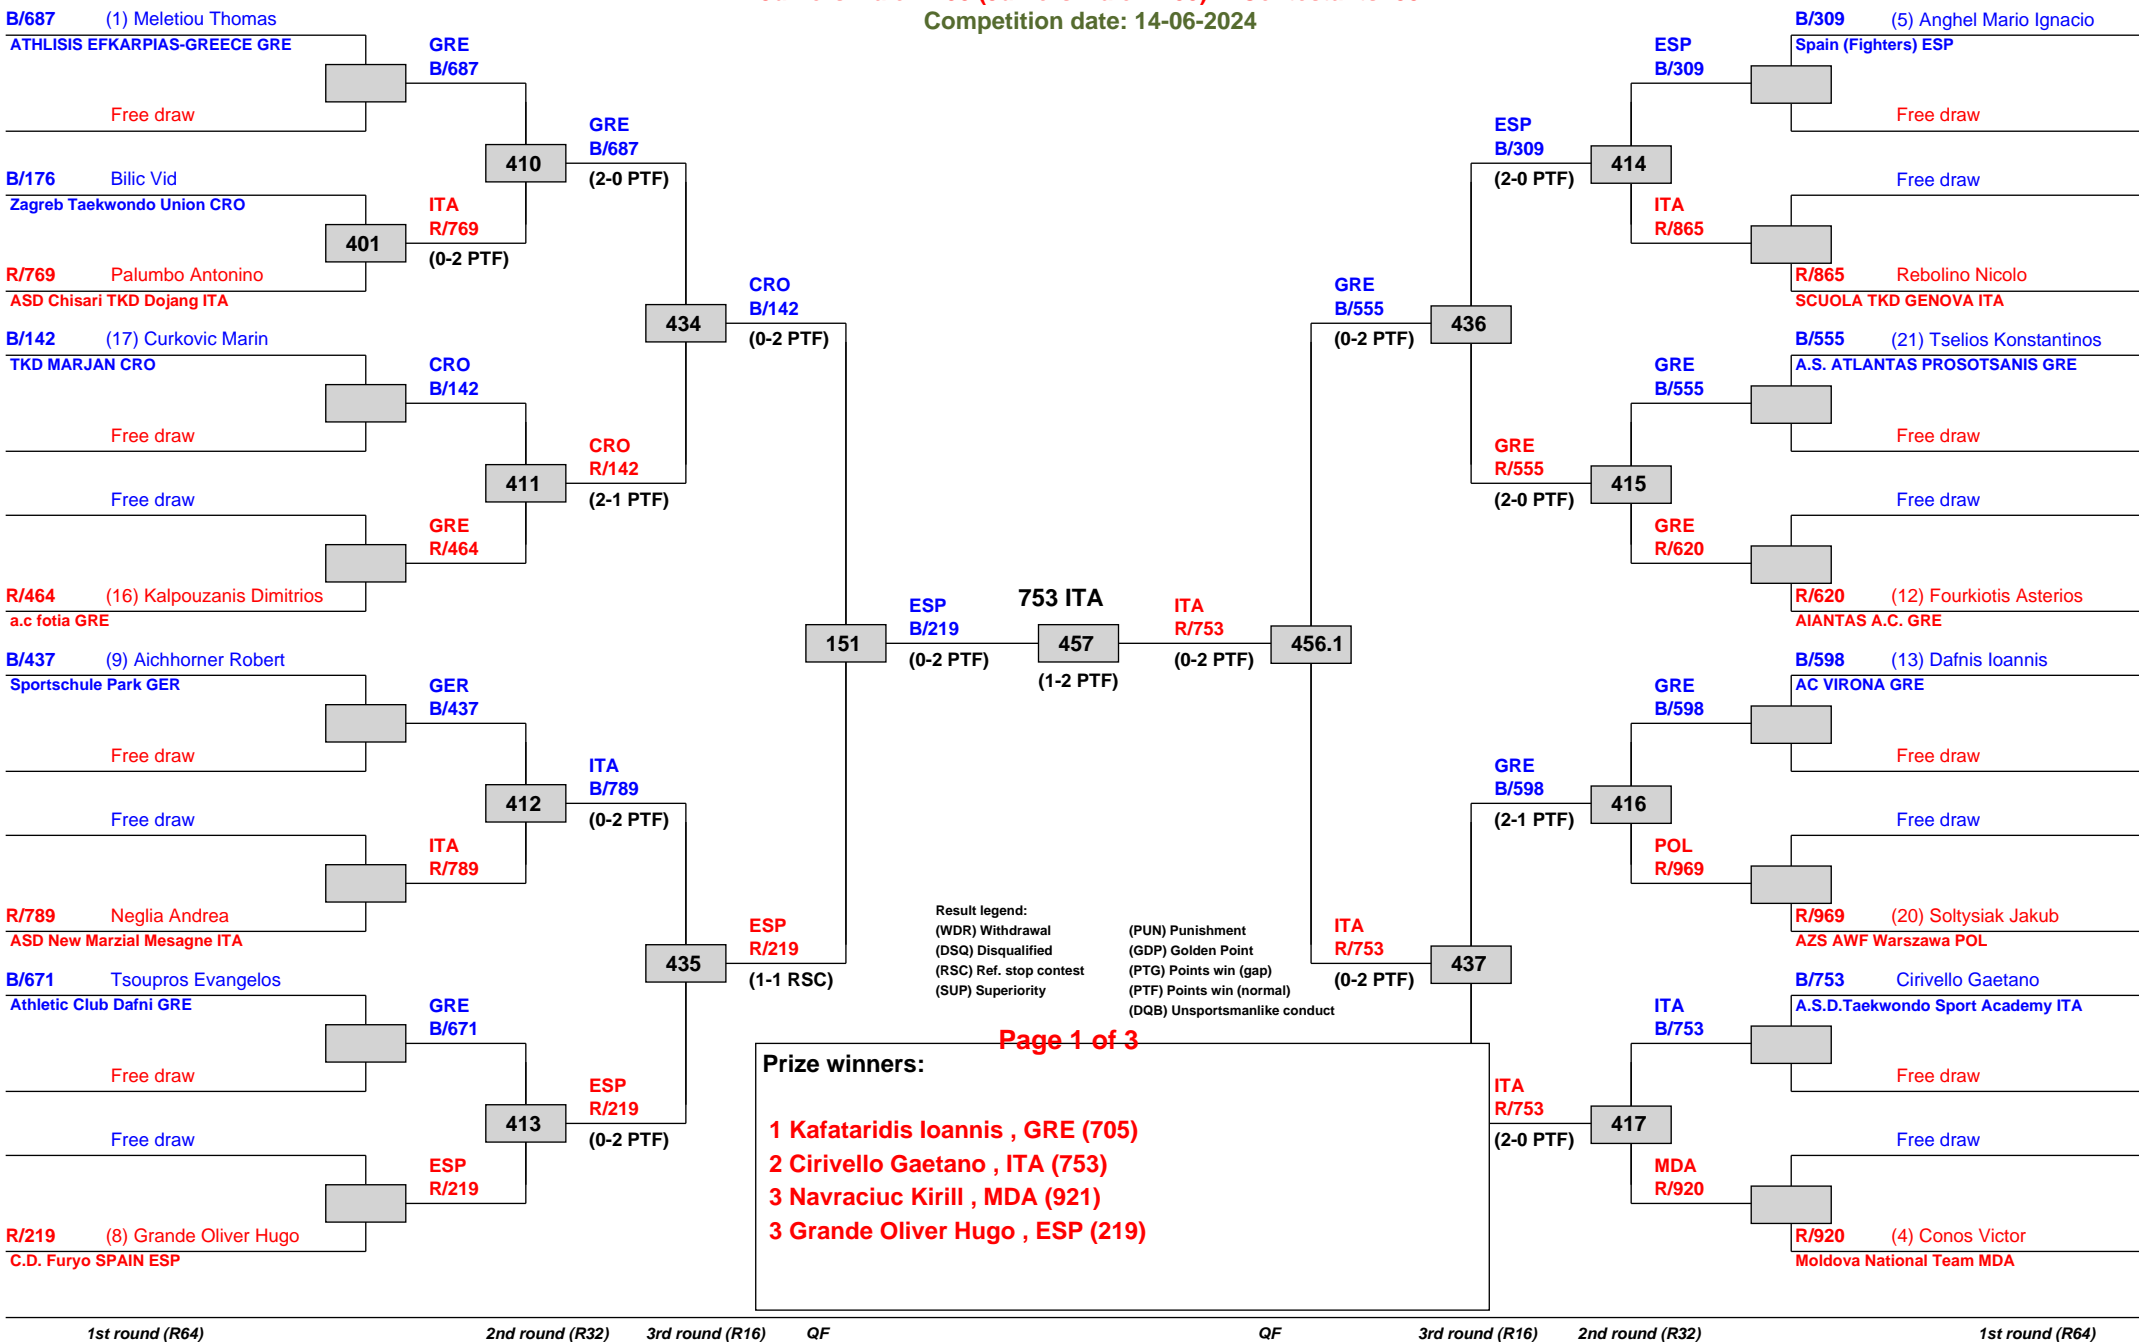 Competition date: 14-06-2024
B/687 (1) Meletiou Thomas
ATHLISIS EFKARPIAS-GREECE GRE
Free draw
B/176 Bilic Vid
Zagreb Taekwondo Union CRO
R/769 Palumbo Antonino
ASD Chisari TKD Dojang ITA
B/142 (17) Curkovic Marin
TKD MARJAN CRO
Free draw
Free draw
R/464 (16) Kalpouzanis Dimitrios
a.c fotia GRE
B/437 (9) Aichhorner Robert
Sportschule Park GER
Free draw
Free draw
R/789 Neglia Andrea
ASD New Marzial Mesagne ITA
B/671 Tsoupros Evangelos
Athletic Club Dafni GRE
Free draw
Free draw
R/219 (8) Grande Oliver Hugo
C.D. Furyo SPAIN ESP
401
GRE
B/687
ITA
R/769
(0-2 PTF)
CRO
B/142
GRE
R/464
GER
B/437
ITA
R/789
GRE
B/671
ESP
R/219
410
411
412
413
GRE
B/687
(2-0 PTF)
CRO
R/142
(2-1 PTF)
ITA
B/789
(0-2 PTF)
ESP
R/219
(0-2 PTF)
434
435
CRO
B/142
(0-2 PTF)
ESP
R/219
(1-1 RSC)
151
ESP
B/219
(0-2 PTF)
753 ITA
457
(1-2 PTF)
ITA
R/753
(0-2 PTF)
456.1
GRE
B/555
(0-2 PTF)
ITA
R/753
(0-2 PTF)
436
437
ESP
B/309
(2-0 PTF)
GRE
R/555
(2-0 PTF)
GRE
B/598
(2-1 PTF)
ITA
R/753
(2-0 PTF)
414
415
416
417
ESP
B/309
ITA
R/865
GRE
B/555
GRE
R/620
GRE
B/598
POL
R/969
ITA
B/753
MDA
R/920
B/309 (5) Anghel Mario Ignacio
Spain (Fighters) ESP
Free draw
Free draw
R/865 Rebolino Nicolo
SCUOLA TKD GENOVA ITA
B/555 (21) Tselios Konstantinos
A.S. ATLANTAS PROSOTSANIS GRE
Free draw
Free draw
R/620 (12) Fourkiotis Asterios
AIANTAS A.C. GRE
B/598 (13) Dafnis Ioannis
AC VIRONA GRE
Free draw
Free draw
R/969 (20) Soltysiak Jakub
AZS AWF Warszawa POL
B/753 Cirivello Gaetano
A.S.D.Taekwondo Sport Academy ITA
Free draw
Free draw
R/920 (4) Conos Victor
Moldova National Team MDA
Result legend:
(WDR) Withdrawal (PUN) Punishment
(DSQ) Disqualified (GDP) Golden Point
(RSC) Ref. stop contest (PTG) Points win (gap)
(SUP) Superiority (PTF) Points win (normal)
(DQB) Unsportsmanlike conduct
Page 1 of 3
Prize winners:
1 Kafataridis Ioannis , GRE (705)
2 Cirivello Gaetano , ITA (753)
3 Navraciuc Kirill , MDA (921)
3 Grande Oliver Hugo , ESP (219)
1st round (R64) 2nd round (R32) 3rd round (R16) QF QF 3rd round (R16) 2nd round (R32) 1st round (R64)